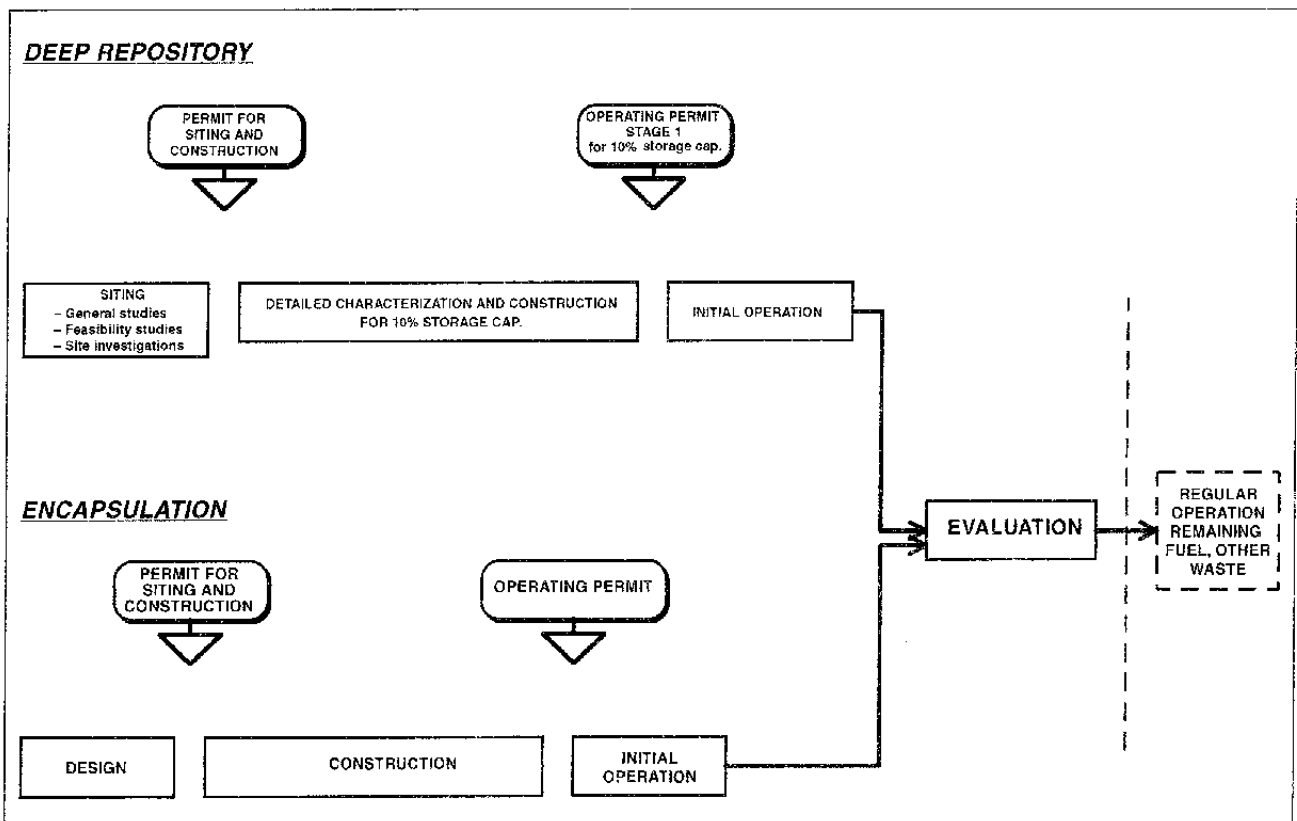 DEEP REPOSITORY
PERMIT FOR
SITING AND
CONSTRUCTION
OPERATING PERMIT
STAGE 1
for 10% storage cap.
SITING
– General studies
– Feasibility studies
– Site investigations
DETAILED CHARACTERIZATION AND CONSTRUCTION
FOR 10% STORAGE CAP.
INITIAL OPERATION
ENCAPSULATION
PERMIT FOR
SITING AND
CONSTRUCTION
OPERATING PERMIT
EVALUATION
REGULAR
OPERATION
REMAINING
FUEL, OTHER
WASTE
DESIGN
CONSTRUCTION
INITIAL
OPERATION